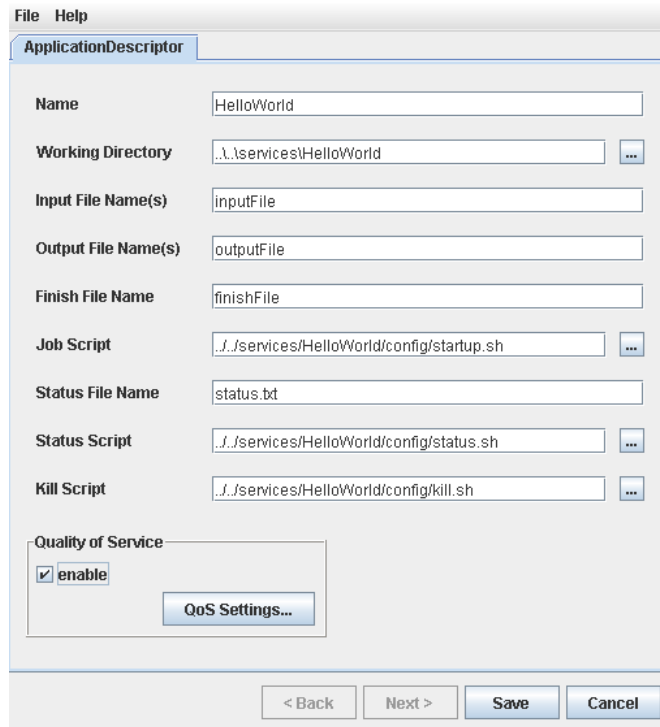 File Help
ApplicationDescriptor
Name HelloWorld
Working Directory ..\..\services\HelloWorld ...
Input File Name(s) inputFile
Output File Name(s) outputFile
Finish File Name finishFile
Job Script ../../services/HelloWorld/config/startup.sh ...
Status File Name status.txt
Status Script ../../services/HelloWorld/config/status.sh ...
Kill Script ../../services/HelloWorld/config/kill.sh ...
Quality of Service
enable
QoS Settings...
< Back Next > Save Cancel